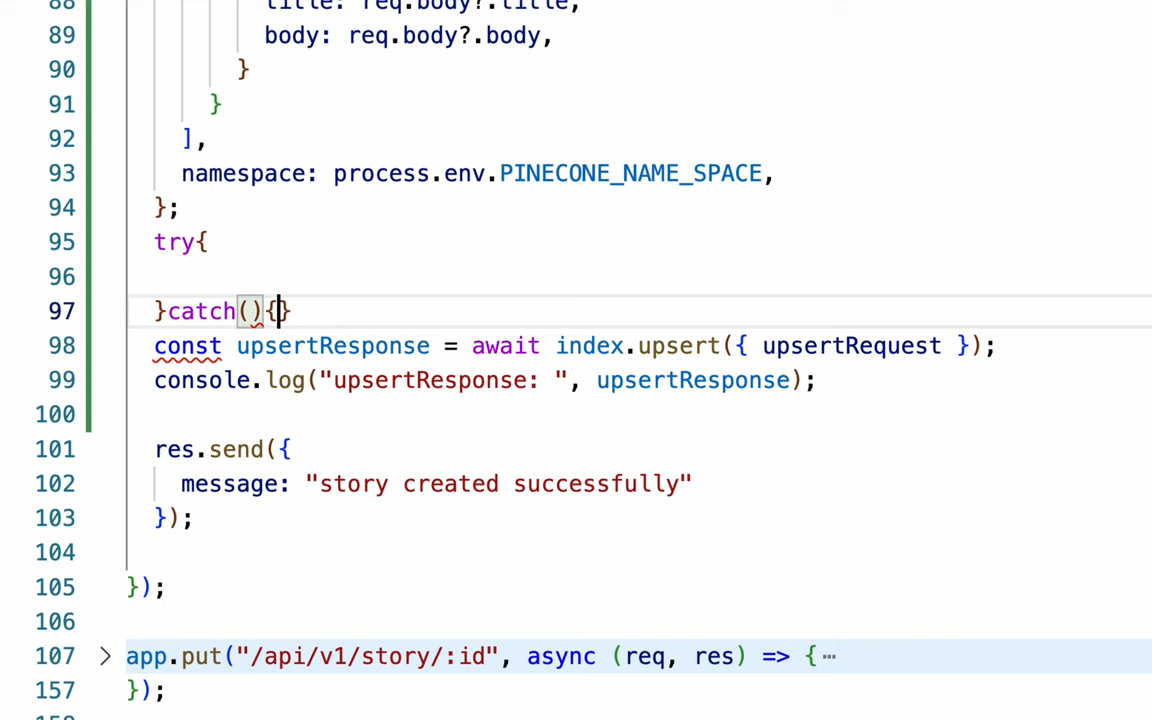 88 title: req.body?.title,
89 body: req.body?.body,
90 }
91 }
92 ],
93 namespace: process.env.PINECONE_NAME_SPACE,
94 };
95 try{
96
97 }catch(){}
98 const upsertResponse = await index.upsert({ upsertRequest });
99 console.log("upsertResponse: ", upsertResponse);
100
101 res.send({
102 message: "story created successfully"
103 });
104
105 });
106
107 app.put("/api/v1/story/:id", async (req, res) => {⋯
157 });
158